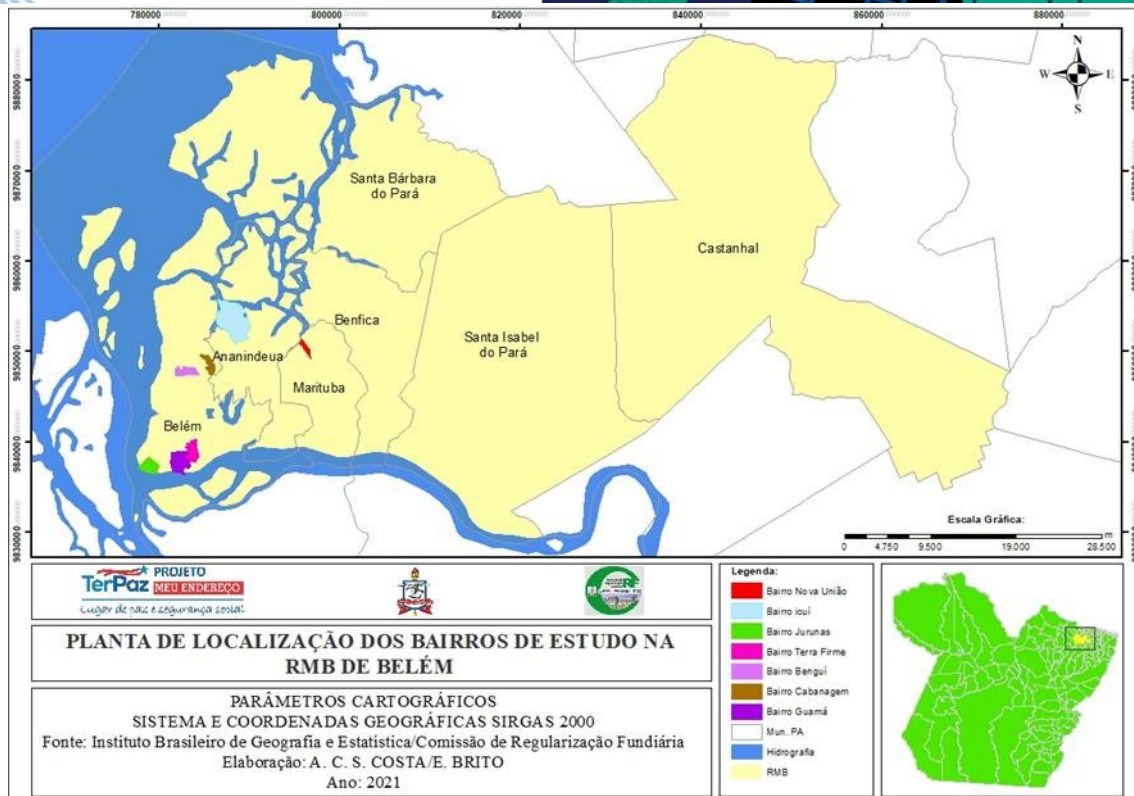 780000
800000
820000
840000
860000
880000
N
W E
S
9880000
9870000
9860000
9850000
9840000
9830000
Santa Bárbara
do Pará
Castanhal
Benfica
Santa Isabel
do Pará
Ananindeua
Marituba
Belém
Escala Gráfica:
0 4.750 9.500 19.000 28.500 m
TerPaz PROJETO
MEU ENDEREÇO
Lugar de paz e segurança social
PLANTA DE LOCALIZAÇÃO DOS BAIRROS DE ESTUDO NA
RMB DE BELÉM
PARÂMETROS CARTOGRÁFICOS
SISTEMA E COORDENADAS GEOGRÁFICAS SIRGAS 2000
Fonte: Instituto Brasileiro de Geografia e Estatística/Comissão de Regularização Fundiária
Elaboração: A. C. S. COSTA/E. BRITO
Ano: 2021
Legenda:
Bairro Nova União
Bairro icuí
Bairro Jurunas
Bairro Terra Firme
Bairro Benguí
Bairro Cabanagem
Bairro Guamá
Mun. PA
Hidrografia
RMB